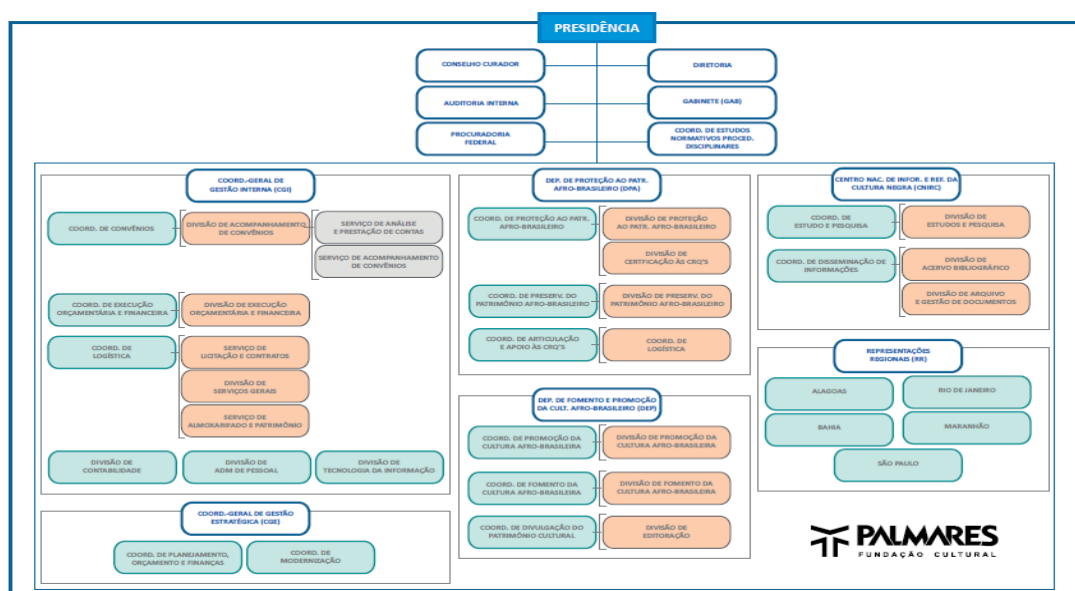 PRESIDÊNCIA
CONSELHO CURADOR
DIRETORIA
AUDITORIA INTERNA
GABINETE (GAB)
PROCURADORIA
FEDERAL
COORD. DE ESTUDOS
NORMATIVOS PROCED.
DISCIPLINARES
COORD.-GERAL DE
GESTÃO INTERNA (CGI)
COORD. DE CONVÊNIOS
DIVISÃO DE ACOMPANHAMENTO
DE CONVÊNIOS
SERVIÇO DE ANÁLISE
E PRESTAÇÃO DE CONTAS
SERVIÇO DE ACOMPANHAMENTO
DE CONVÊNIOS
COORD. DE EXECUÇÃO
ORÇAMENTÁRIA E FINANCEIRA
DIVISÃO DE EXECUÇÃO
ORÇAMENTÁRIA E FINANCEIRA
COORD. DE
LOGÍSTICA
SERVIÇO DE
LICITAÇÃO E CONTRATOS
DIVISÃO DE
SERVIÇOS GERAIS
SERVIÇO DE
ALMOXARIFADO E PATRIMÔNIO
DIVISÃO DE
CONTABILIDADE
DIVISÃO DE
ADM DE PESSOAL
DIVISÃO DE
TECNOLOGIA DA INFORMAÇÃO
COORD.-GERAL DE GESTÃO
ESTRATÉGICA (CGE)
COORD. DE PLANEJAMENTO,
ORÇAMENTO E FINANÇAS
COORD. DE
MODERNIZAÇÃO
DEP. DE PROTEÇÃO AO PATR.
AFRO-BRASILEIRO (DPA)
COORD. DE PROTEÇÃO AO PATR.
AFRO-BRASILEIRO
DIVISÃO DE PROTEÇÃO
AO PATR. AFRO-BRASILEIRO
DIVISÃO DE
CERTFICAÇÃO ÀS CRQ'S
COORD. DE PRESERV. DO
PATRIMÔNIO AFRO-BRASILEIRO
DIVISÃO DE PRESERV. DO
PATRIMÔNIO AFRO-BRASILEIRO
COORD. DE ARTICULAÇÃO
E APOIO ÀS CRQ'S
COORD. DE
LOGÍSTICA
DEP. DE FOMENTO E PROMOÇÃO
DA CULT. AFRO-BRASILEIRO (DEP)
COORD. DE PROMOÇÃO DA
CULTURA AFRO-BRASILEIRA
DIVISÃO DE PROMOÇÃO DA
CULTURA AFRO-BRASILEIRA
COORD. DE FOMENTO DA
CULTURA AFRO-BRASILEIRA
DIVISÃO DE FOMENTO DA
CULTURA AFRO-BRASILEIRA
COORD. DE DIVULGAÇÃO DO
PATRIMÔNIO CULTURAL
DIVISÃO DE
EDITORAÇÃO
CENTRO NAC. DE INFOR. E REF. DA
CULTURA NEGRA (CNIRC)
COORD. DE
ESTUDO E PESQUISA
DIVISÃO DE
ESTUDOS E PESQUISA
COORD. DE DISSEMINAÇÃO DE
INFORMAÇÕES
DIVISÃO DE
ACERVO BIBLIOGRÁFICO
DIVISÃO DE ARQUIVO
E GESTÃO DE DOCUMENTOS
REPRESENTAÇÕES
REGIONAIS (RR)
ALAGOAS
RIO DE JANEIRO
BAHIA
MARANHÃO
SÃO PAULO
PALMARES
FUNDAÇÃO CULTURAL